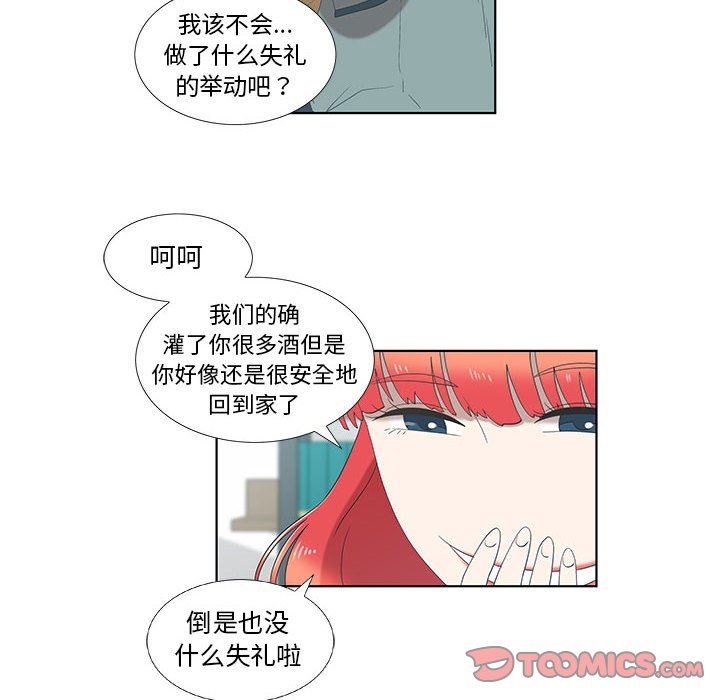 我该不会...
做了什么失礼
的举动吧？
呵呵
我们的确
灌了你很多酒但是
你好像还是很安全地
回到家了
倒是也没
什么失礼啦
TOOMICS.COM